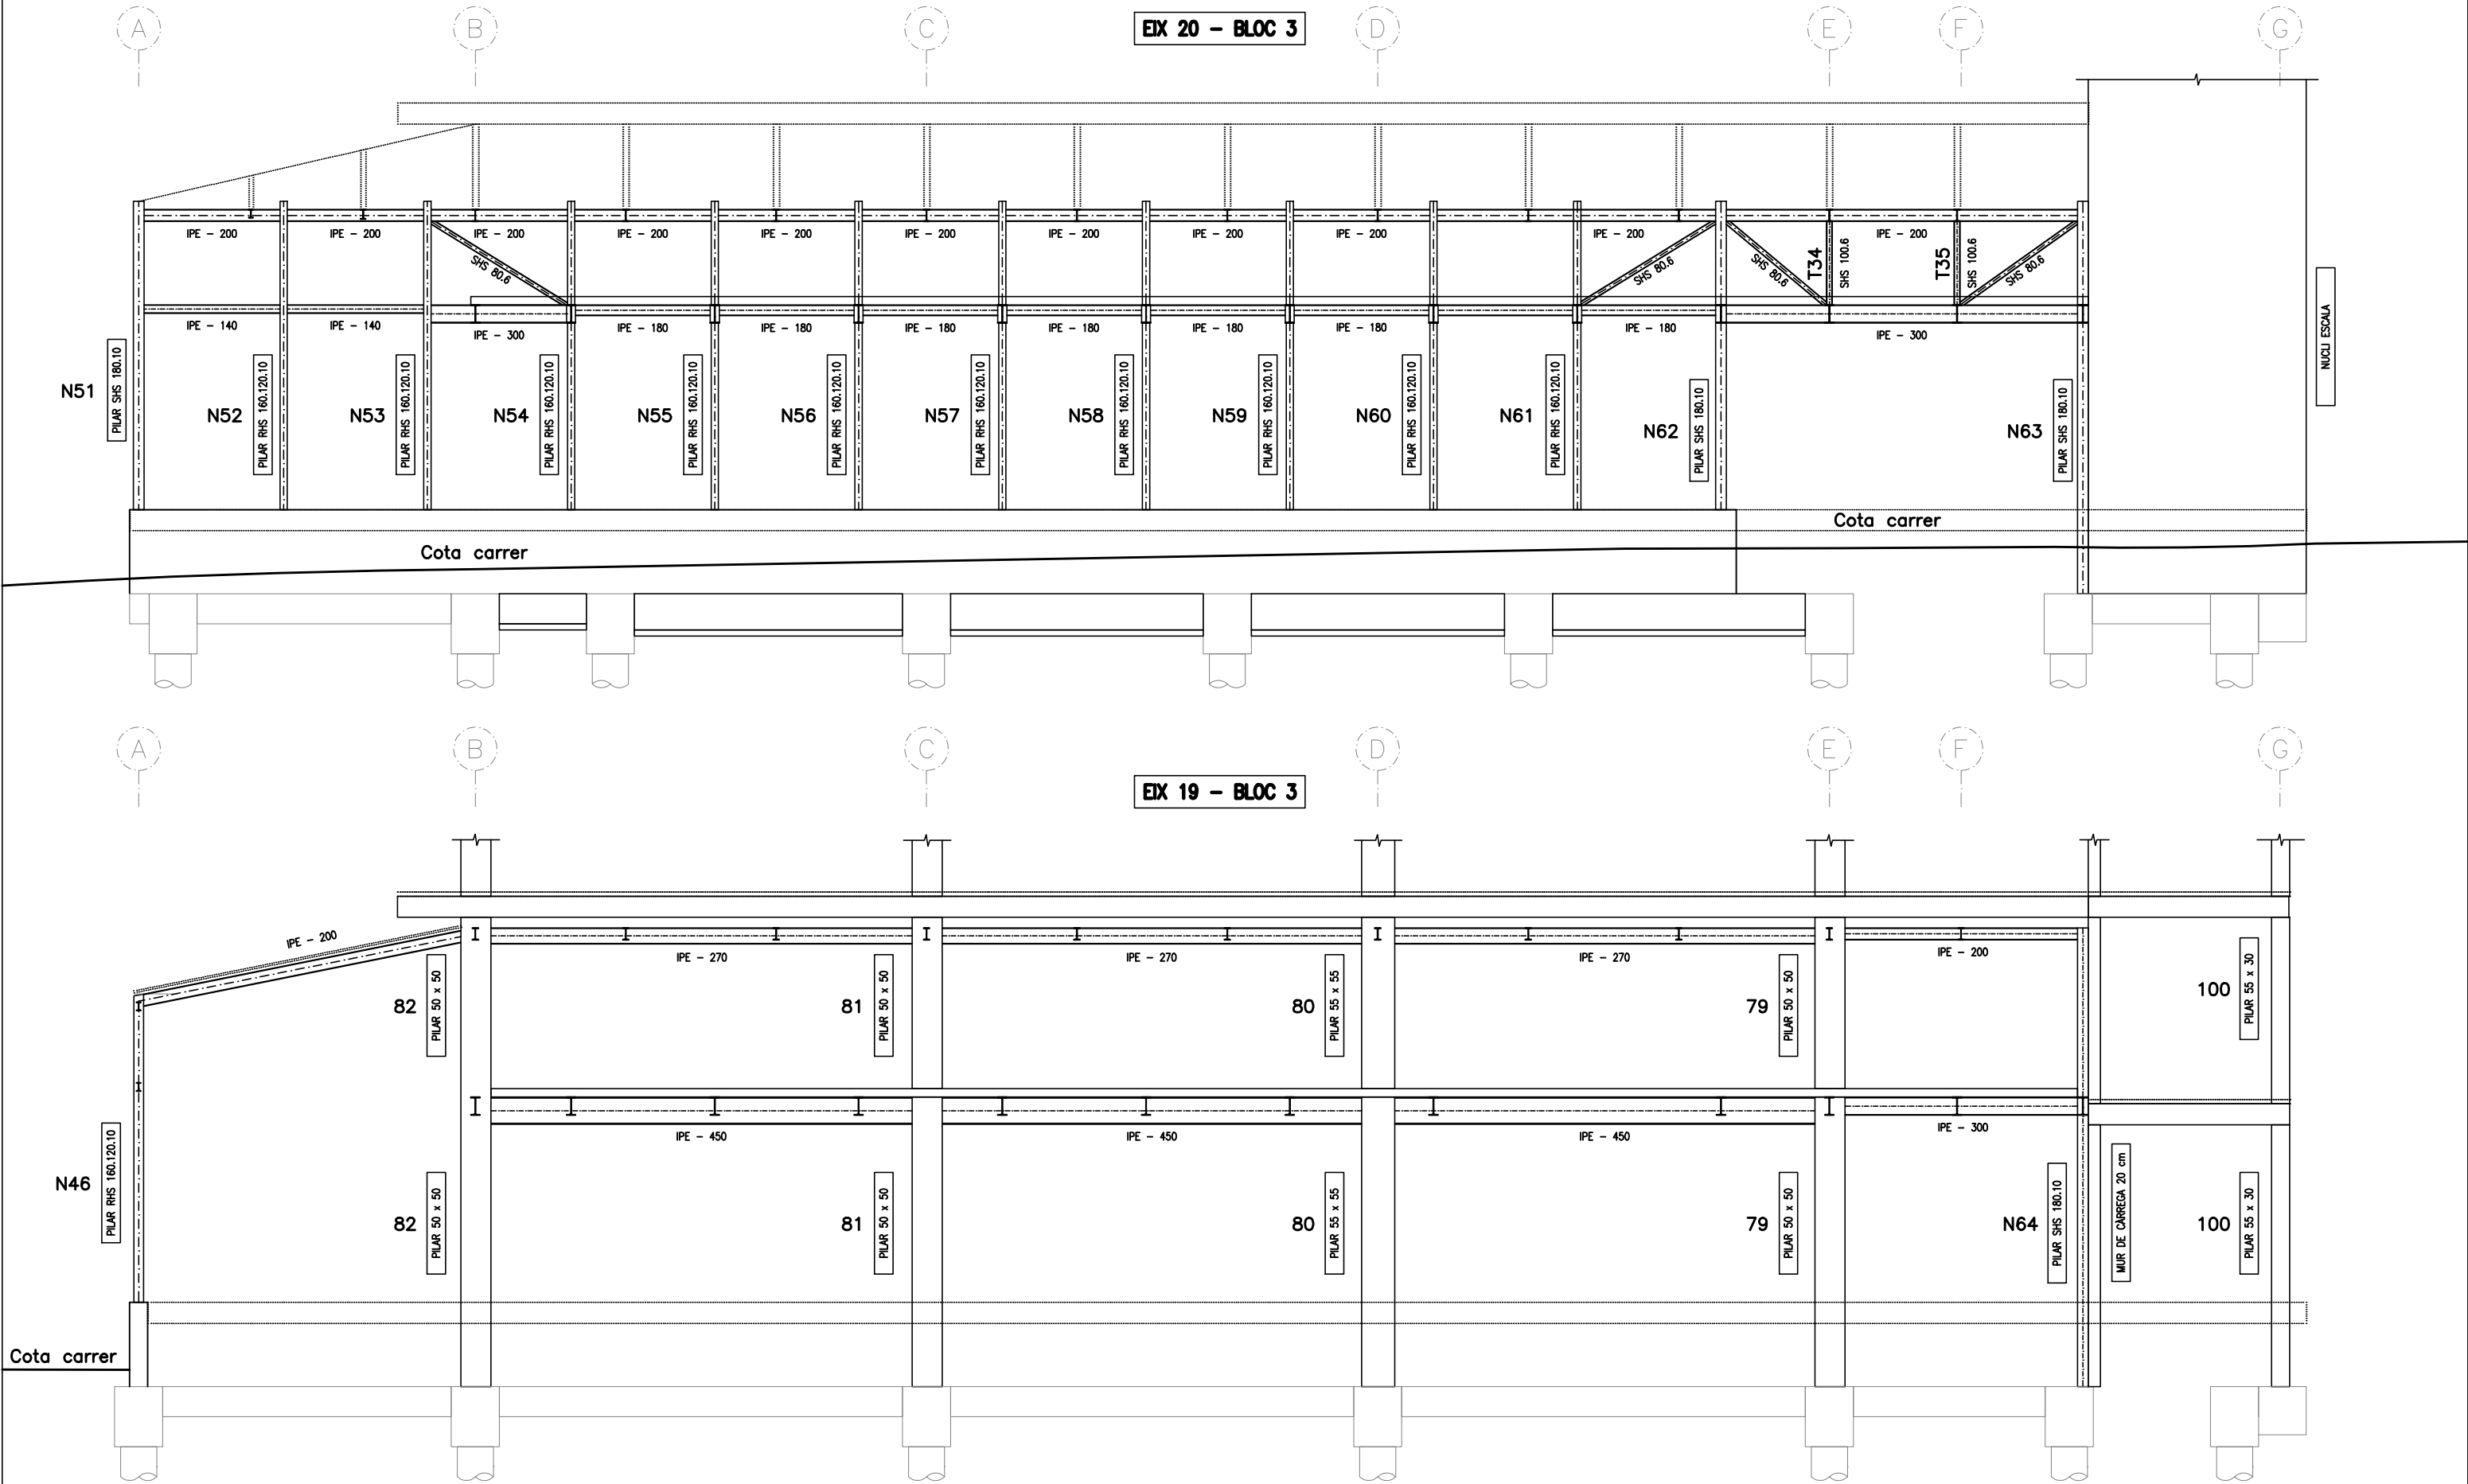 A B C D E F G
EIX 20 - BLOC 3
IPE - 200 IPE - 200 IPE - 200 IPE - 200 IPE - 200 IPE - 200 IPE - 200 IPE - 200 IPE - 200 IPE - 200 IPE - 200
SHS 80.6 SHS 80.6 SHS 80.6 T34 SHS 100.6 T35 SHS 100.6 SHS 80.6
IPE - 140 IPE - 140 IPE - 300 IPE - 180 IPE - 180 IPE - 180 IPE - 180 IPE - 180 IPE - 180 IPE - 180 IPE - 300
NUCLI ESCALA
N51 PILAR SHS 180.10
N52 PILAR RHS 160.120.10
N53 PILAR RHS 160.120.10
N54 PILAR RHS 160.120.10
N55 PILAR RHS 160.120.10
N56 PILAR RHS 160.120.10
N57 PILAR RHS 160.120.10
N58 PILAR RHS 160.120.10
N59 PILAR RHS 160.120.10
N60 PILAR RHS 160.120.10
N61 PILAR RHS 160.120.10
N62 PILAR SHS 180.10
N63 PILAR SHS 180.10
Cota carrer
Cota carrer
A B C D E F G
EIX 19 - BLOC 3
IPE - 200 IPE - 270 IPE - 270 IPE - 270 IPE - 200
82 PILAR 50 x 50
81 PILAR 50 x 50
80 PILAR 55 x 55
79 PILAR 50 x 50
100 PILAR 55 x 30
IPE - 450 IPE - 450 IPE - 450 IPE - 300
N46 PILAR RHS 160.120.10
82 PILAR 50 x 50
81 PILAR 50 x 50
80 PILAR 55 x 55
79 PILAR 50 x 50
N64 PILAR SHS 180.10
MUR DE CÀRREGA 20 cm
100 PILAR 55 x 30
Cota carrer